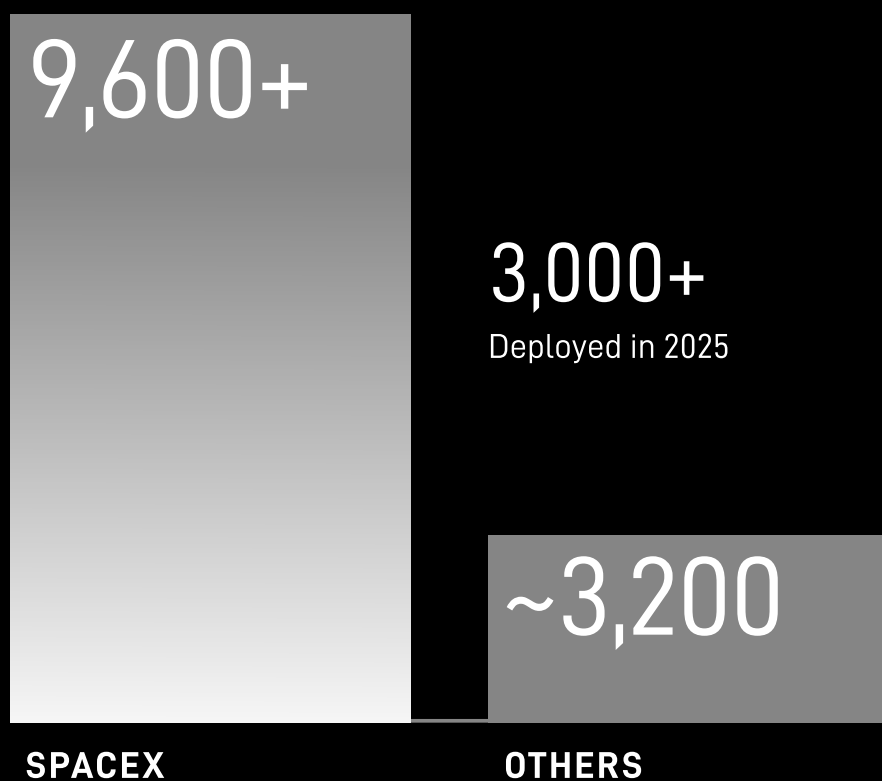 9,600+
3,000+
Deployed in 2025
~3,200
SPACEX
OTHERS